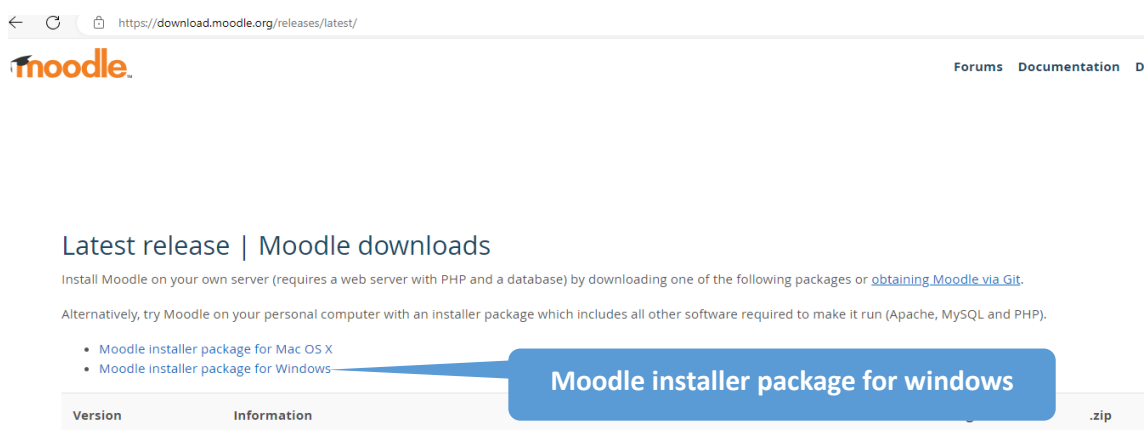 https://download.moodle.org/releases/latest/
moodle
Forums Documentation D
Latest release | Moodle downloads
Install Moodle on your own server (requires a web server with PHP and a database) by downloading one of the following packages or obtaining Moodle via Git.
Alternatively, try Moodle on your personal computer with an installer package which includes all other software required to make it run (Apache, MySQL and PHP).
• Moodle installer package for Mac OS X
• Moodle installer package for Windows
Moodle installer package for windows
Version Information .zip